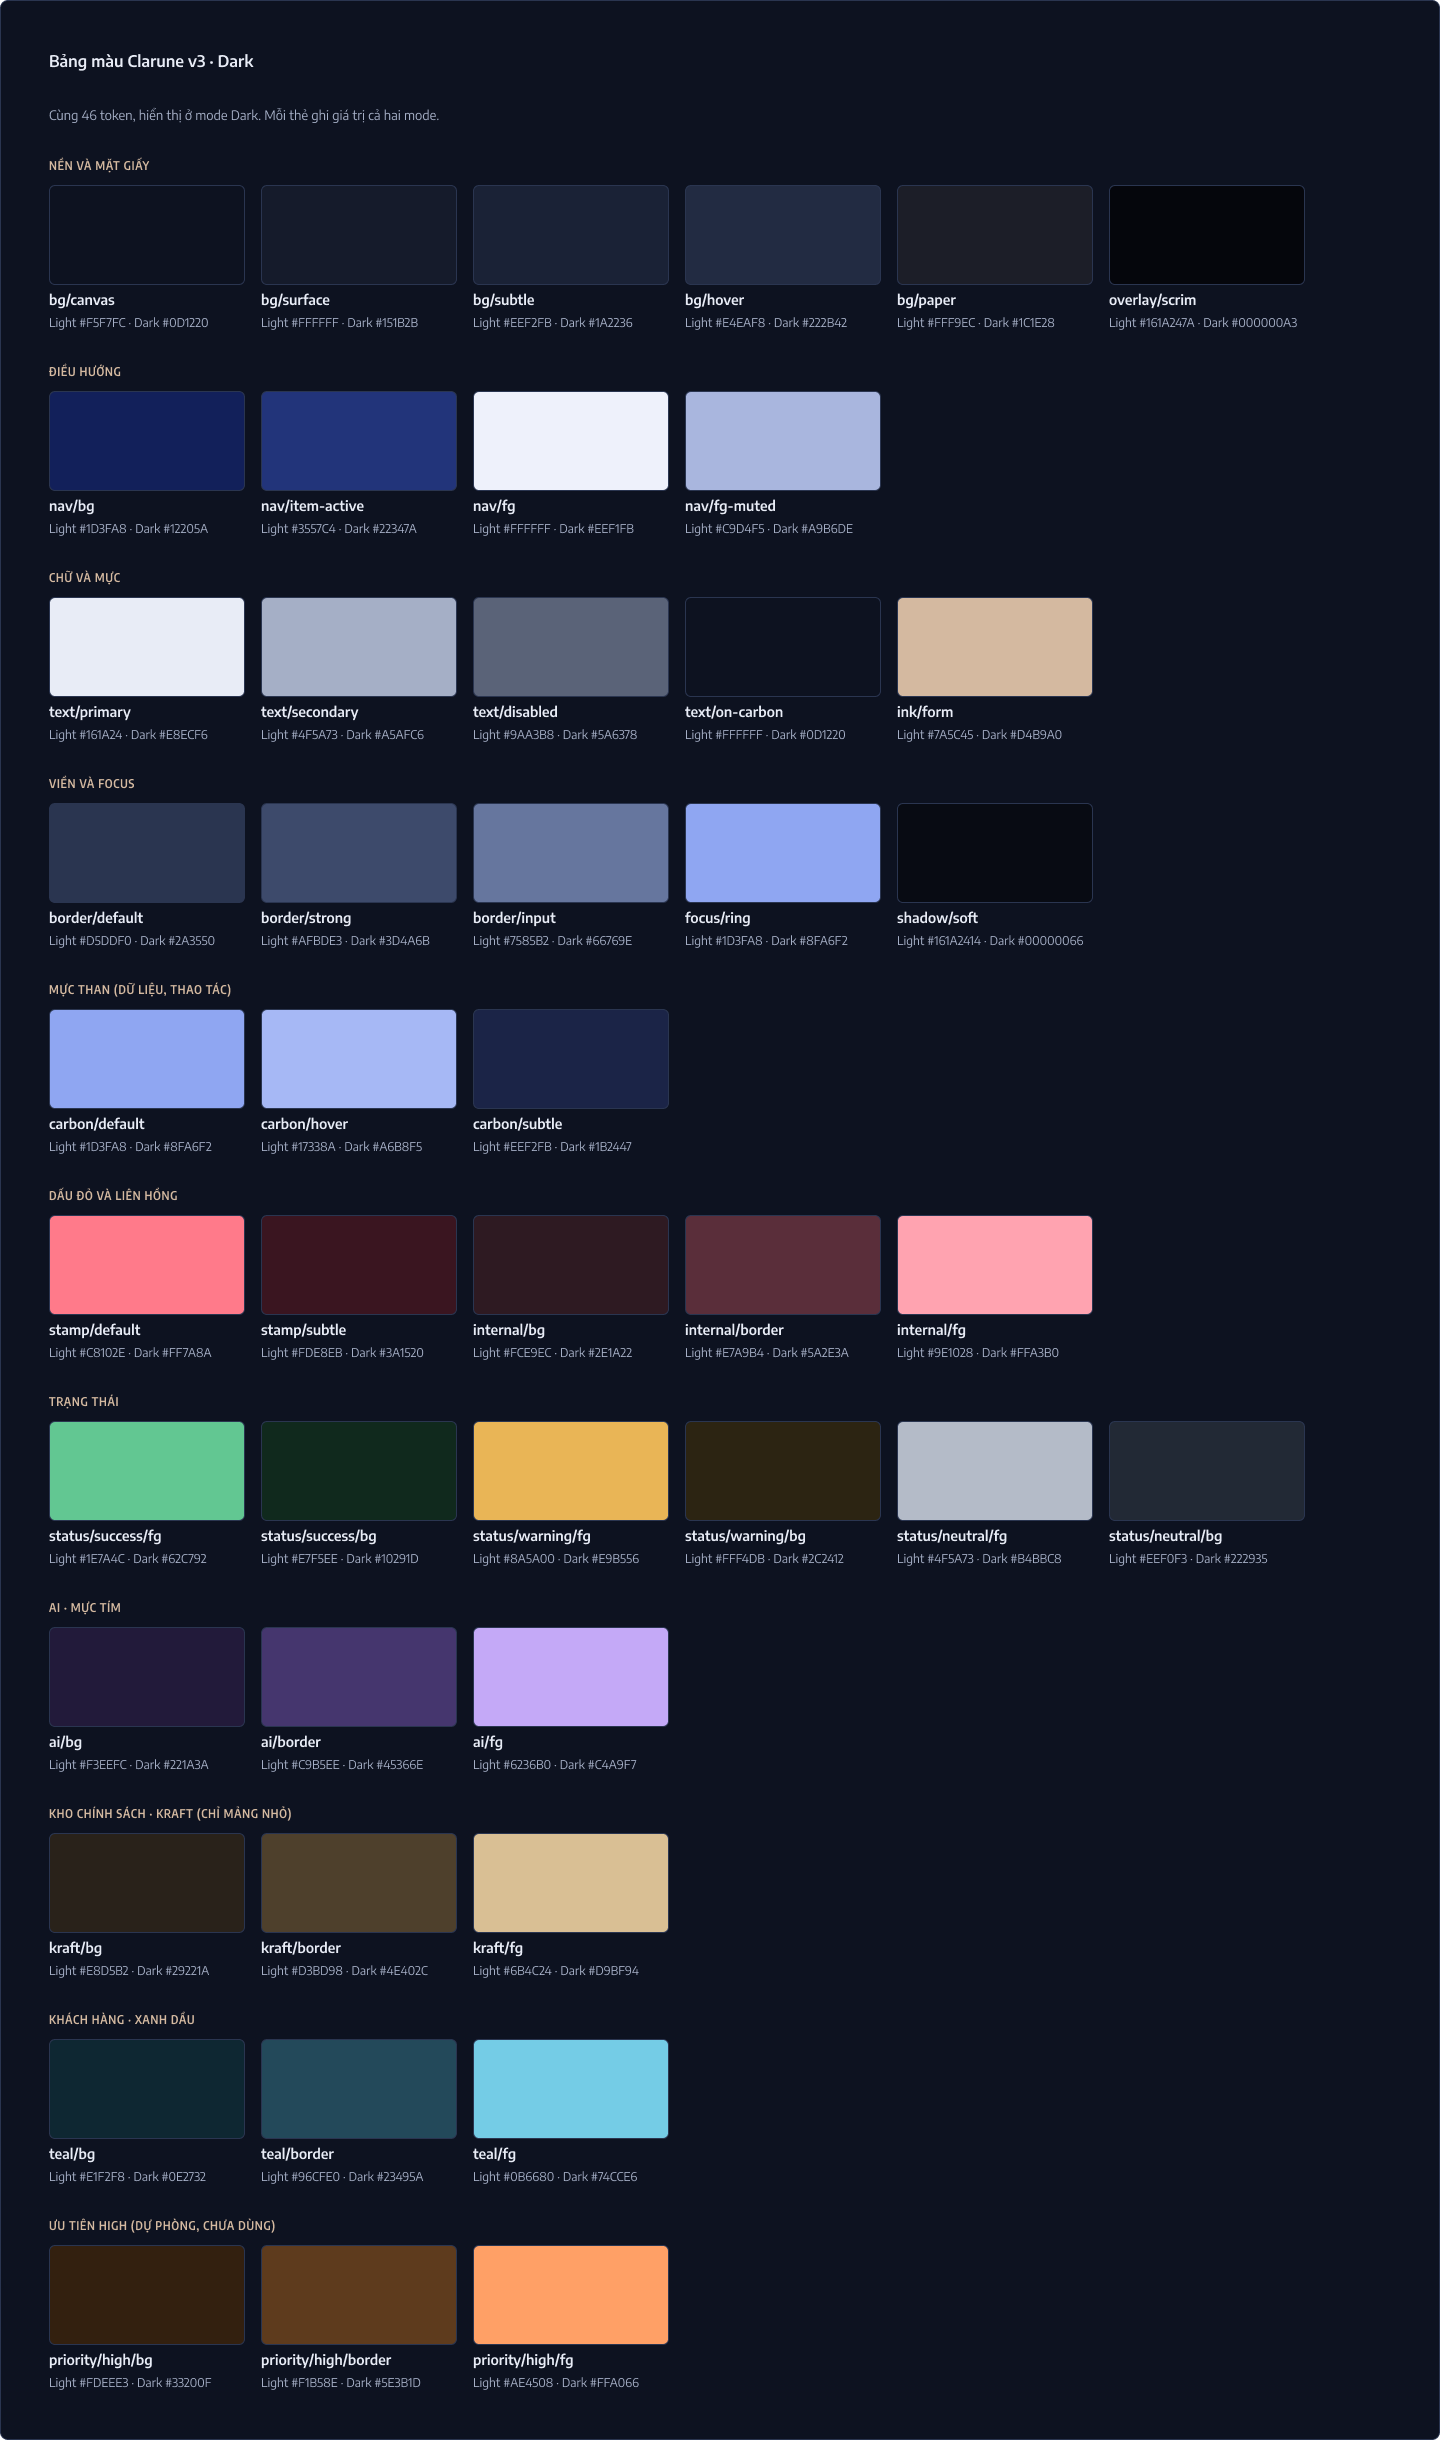 Bảng màu Clarune v3 · Dark
Cùng 46 token, hiển thị ở mode Dark. Mỗi thẻ ghi giá trị cả hai mode.
NỀN VÀ MẶT GIẤY
bg/canvas
Light #F5F7FC · Dark #0D1220
bg/surface
Light #FFFFFF · Dark #151B2B
bg/subtle
Light #EEF2FB · Dark #1A2236
bg/hover
Light #E4EAF8 · Dark #222B42
bg/paper
Light #FFF9EC · Dark #1C1E28
overlay/scrim
Light #161A247A · Dark #000000A3
ĐIỀU HƯỚNG
nav/bg
Light #1D3FA8 · Dark #12205A
nav/item-active
Light #3557C4 · Dark #22347A
nav/fg
Light #FFFFFF · Dark #EEF1FB
nav/fg-muted
Light #C9D4F5 · Dark #A9B6DE
CHỮ VÀ MỰC
text/primary
Light #161A24 · Dark #E8ECF6
text/secondary
Light #4F5A73 · Dark #A5AFC6
text/disabled
Light #9AA3B8 · Dark #5A6378
text/on-carbon
Light #FFFFFF · Dark #0D1220
ink/form
Light #7A5C45 · Dark #D4B9A0
VIỀN VÀ FOCUS
border/default
Light #D5DDF0 · Dark #2A3550
border/strong
Light #AFBDE3 · Dark #3D4A6B
border/input
Light #7585B2 · Dark #66769E
focus/ring
Light #1D3FA8 · Dark #8FA6F2
shadow/soft
Light #161A2414 · Dark #00000066
MỰC THAN (DỮ LIỆU, THAO TÁC)
carbon/default
Light #1D3FA8 · Dark #8FA6F2
carbon/hover
Light #17338A · Dark #A6B8F5
carbon/subtle
Light #EEF2FB · Dark #1B2447
DẤU ĐỎ VÀ LIÊN HỒNG
stamp/default
Light #C8102E · Dark #FF7A8A
stamp/subtle
Light #FDE8EB · Dark #3A1520
internal/bg
Light #FCE9EC · Dark #2E1A22
internal/border
Light #E7A9B4 · Dark #5A2E3A
internal/fg
Light #9E1028 · Dark #FFA3B0
TRẠNG THÁI
status/success/fg
Light #1E7A4C · Dark #62C792
status/success/bg
Light #E7F5EE · Dark #10291D
status/warning/fg
Light #8A5A00 · Dark #E9B556
status/warning/bg
Light #FFF4DB · Dark #2C2412
status/neutral/fg
Light #4F5A73 · Dark #B4BBC8
status/neutral/bg
Light #EEF0F3 · Dark #222935
AI · MỰC TÍM
ai/bg
Light #F3EEFC · Dark #221A3A
ai/border
Light #C9B5EE · Dark #45366E
ai/fg
Light #6236B0 · Dark #C4A9F7
KHO CHÍNH SÁCH · KRAFT (CHỈ MẢNG NHỎ)
kraft/bg
Light #E8D5B2 · Dark #29221A
kraft/border
Light #D3BD98 · Dark #4E402C
kraft/fg
Light #6B4C24 · Dark #D9BF94
KHÁCH HÀNG · XANH DẦU
teal/bg
Light #E1F2F8 · Dark #0E2732
teal/border
Light #96CFE0 · Dark #23495A
teal/fg
Light #0B6680 · Dark #74CCE6
ƯU TIÊN HIGH (DỰ PHÒNG, CHƯA DÙNG)
priority/high/bg
Light #FDEEE3 · Dark #33200F
priority/high/border
Light #F1B58E · Dark #5E3B1D
priority/high/fg
Light #AE4508 · Dark #FFA066